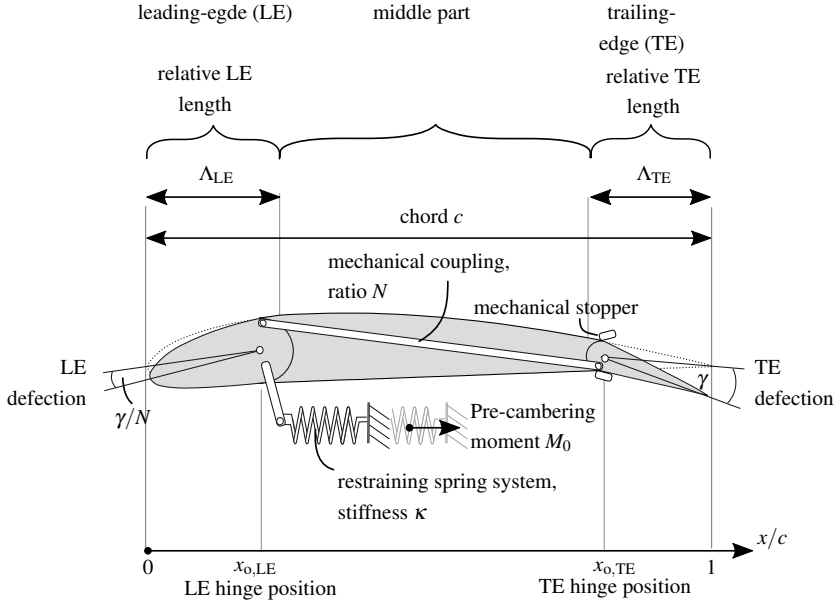 leading-egde (LE)
middle part
trailing-
edge (TE)
relative LE
length
relative TE
length
Λ_LE
Λ_TE
chord c
mechanical coupling,
ratio N
mechanical stopper
LE
defection
γ/N
γ
TE
defection
Pre-cambering
moment M_0
restraining spring system,
stiffness κ
x/c
0
x_o,LE
x_o,TE
1
LE hinge position
TE hinge position